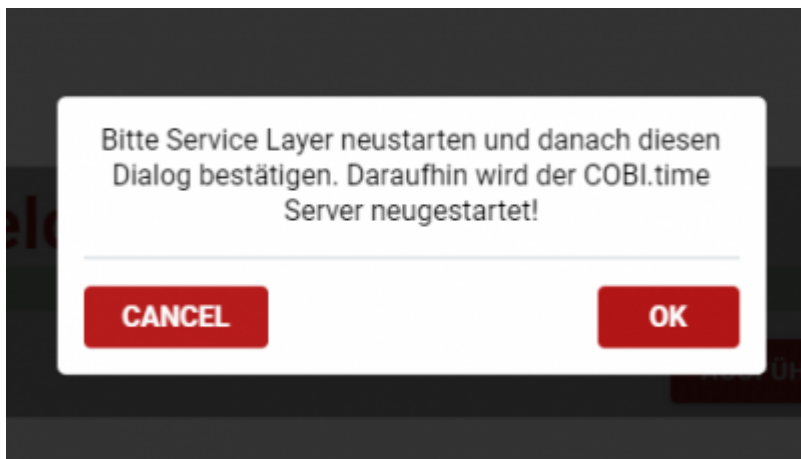 Bitte Service Layer neustarten und danach diesen
Dialog bestätigen. Daraufhin wird der COBI.time
Server neugestartet!
CANCEL
OK